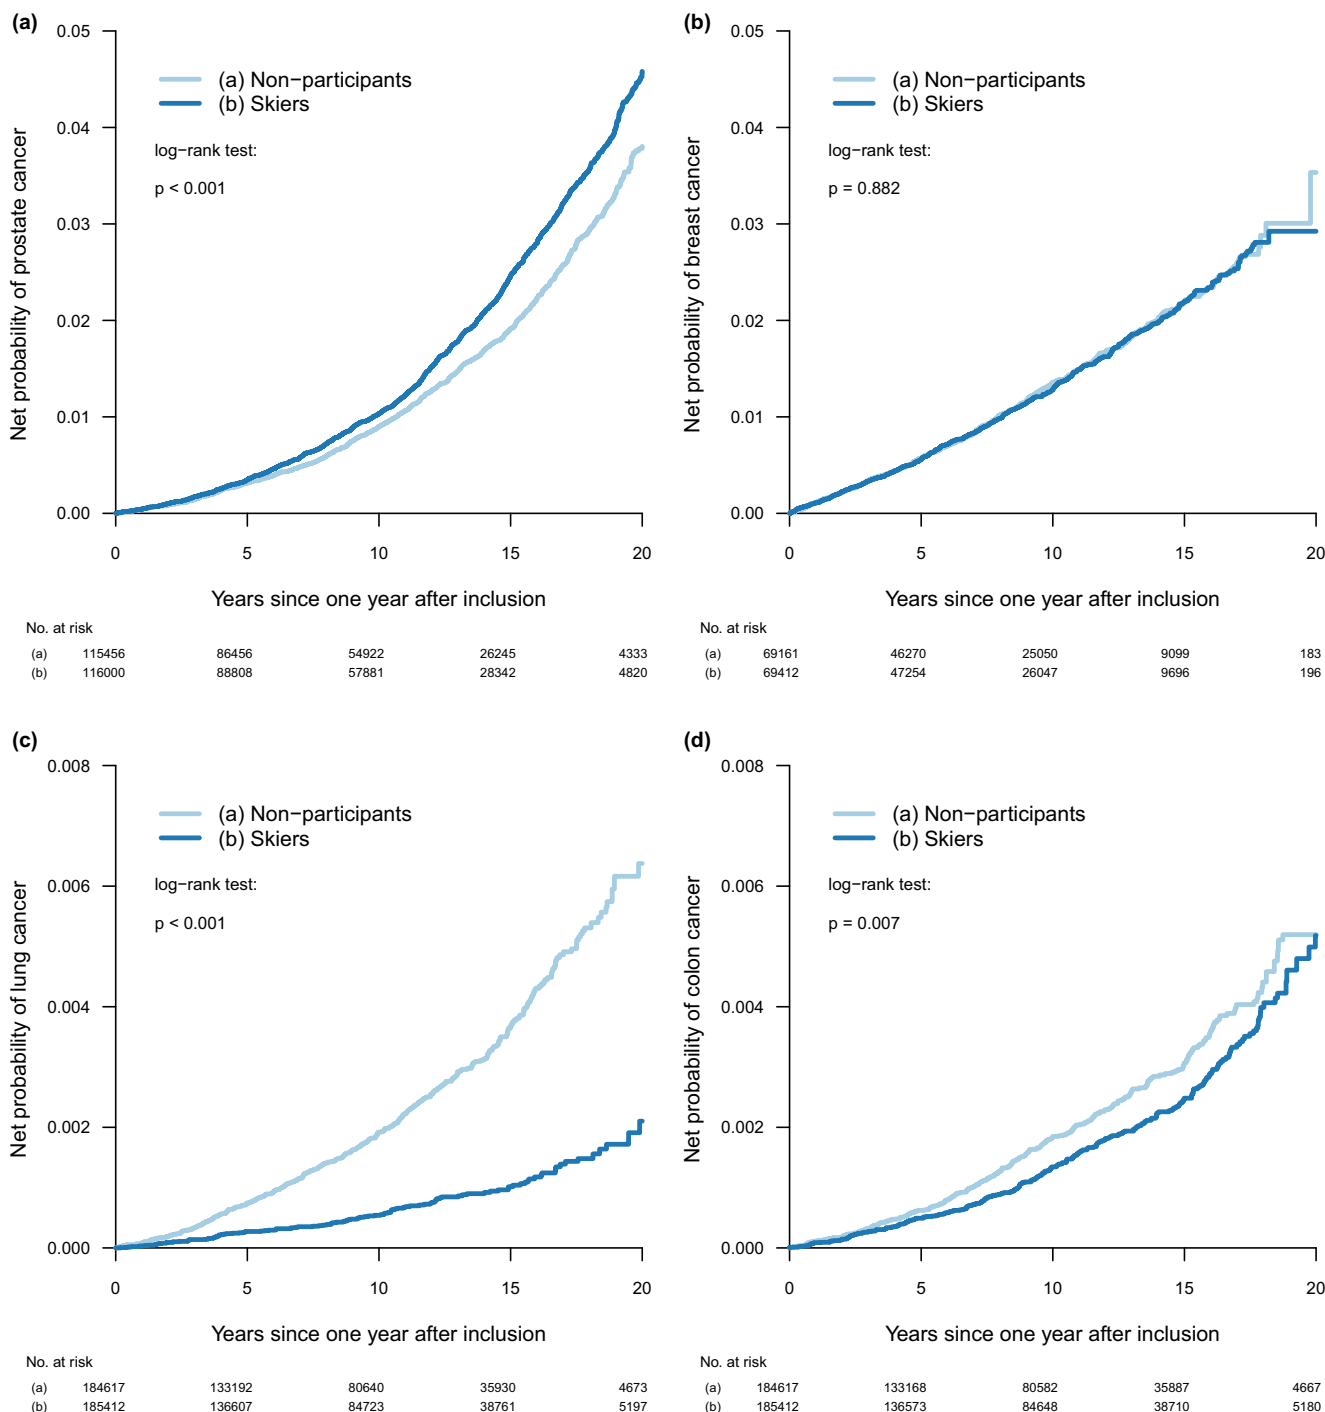 (a)
Net probability of prostate cancer
0.05
0.04
0.03
0.02
0.01
0.00
(a) Non−participants
(b) Skiers
log−rank test:
p < 0.001
0 5 10 15 20
Years since one year after inclusion
No. at risk
(a) 115456 86456 54922 26245 4333
(b) 116000 88808 57881 28342 4820
(b)
Net probability of breast cancer
0.05
0.04
0.03
0.02
0.01
0.00
(a) Non−participants
(b) Skiers
log−rank test:
p = 0.882
0 5 10 15 20
Years since one year after inclusion
No. at risk
(a) 69161 46270 25050 9099 183
(b) 69412 47254 26047 9696 196
(c)
Net probability of lung cancer
0.008
0.006
0.004
0.002
0.000
(a) Non−participants
(b) Skiers
log−rank test:
p < 0.001
0 5 10 15 20
Years since one year after inclusion
No. at risk
(a) 184617 133192 80640 35930 4673
(b) 185412 136607 84723 38761 5197
(d)
Net probability of colon cancer
0.008
0.006
0.004
0.002
0.000
(a) Non−participants
(b) Skiers
log−rank test:
p = 0.007
0 5 10 15 20
Years since one year after inclusion
No. at risk
(a) 184617 133168 80582 35887 4667
(b) 185412 136573 84648 38710 5180